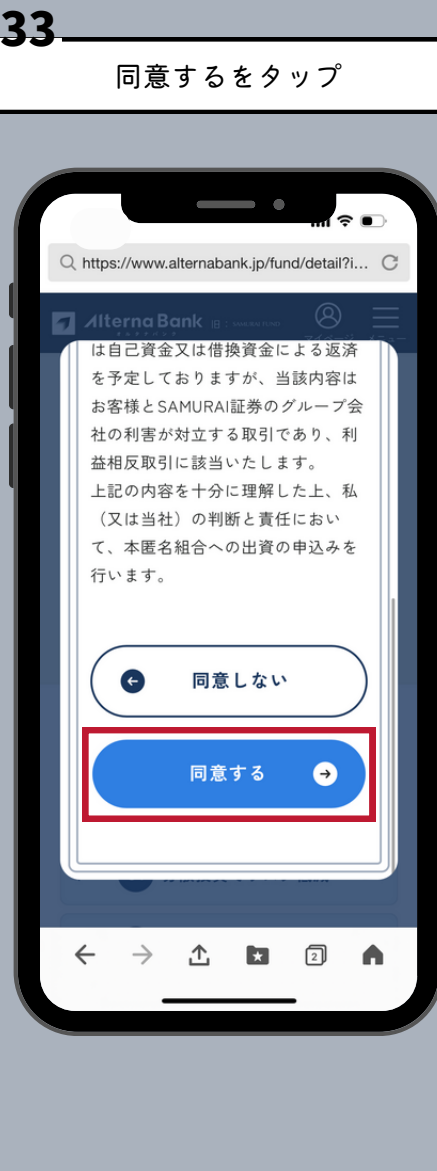 33
同意するをタップ
https://www.alternabank.jp/fund/detail?i...
Alterna Bank
オルタナバンク
は自己資金又は借換資金による返済
を予定しておりますが、当該内容は
お客様とSAMURAI証券のグループ会
社の利害が対立する取引であり、利
益相反取引に該当いたします。
上記の内容を十分に理解した上、私
（又は当社）の判断と責任におい
て、本匿名組合への出資の申込みを
行います。
同意しない
同意する
2